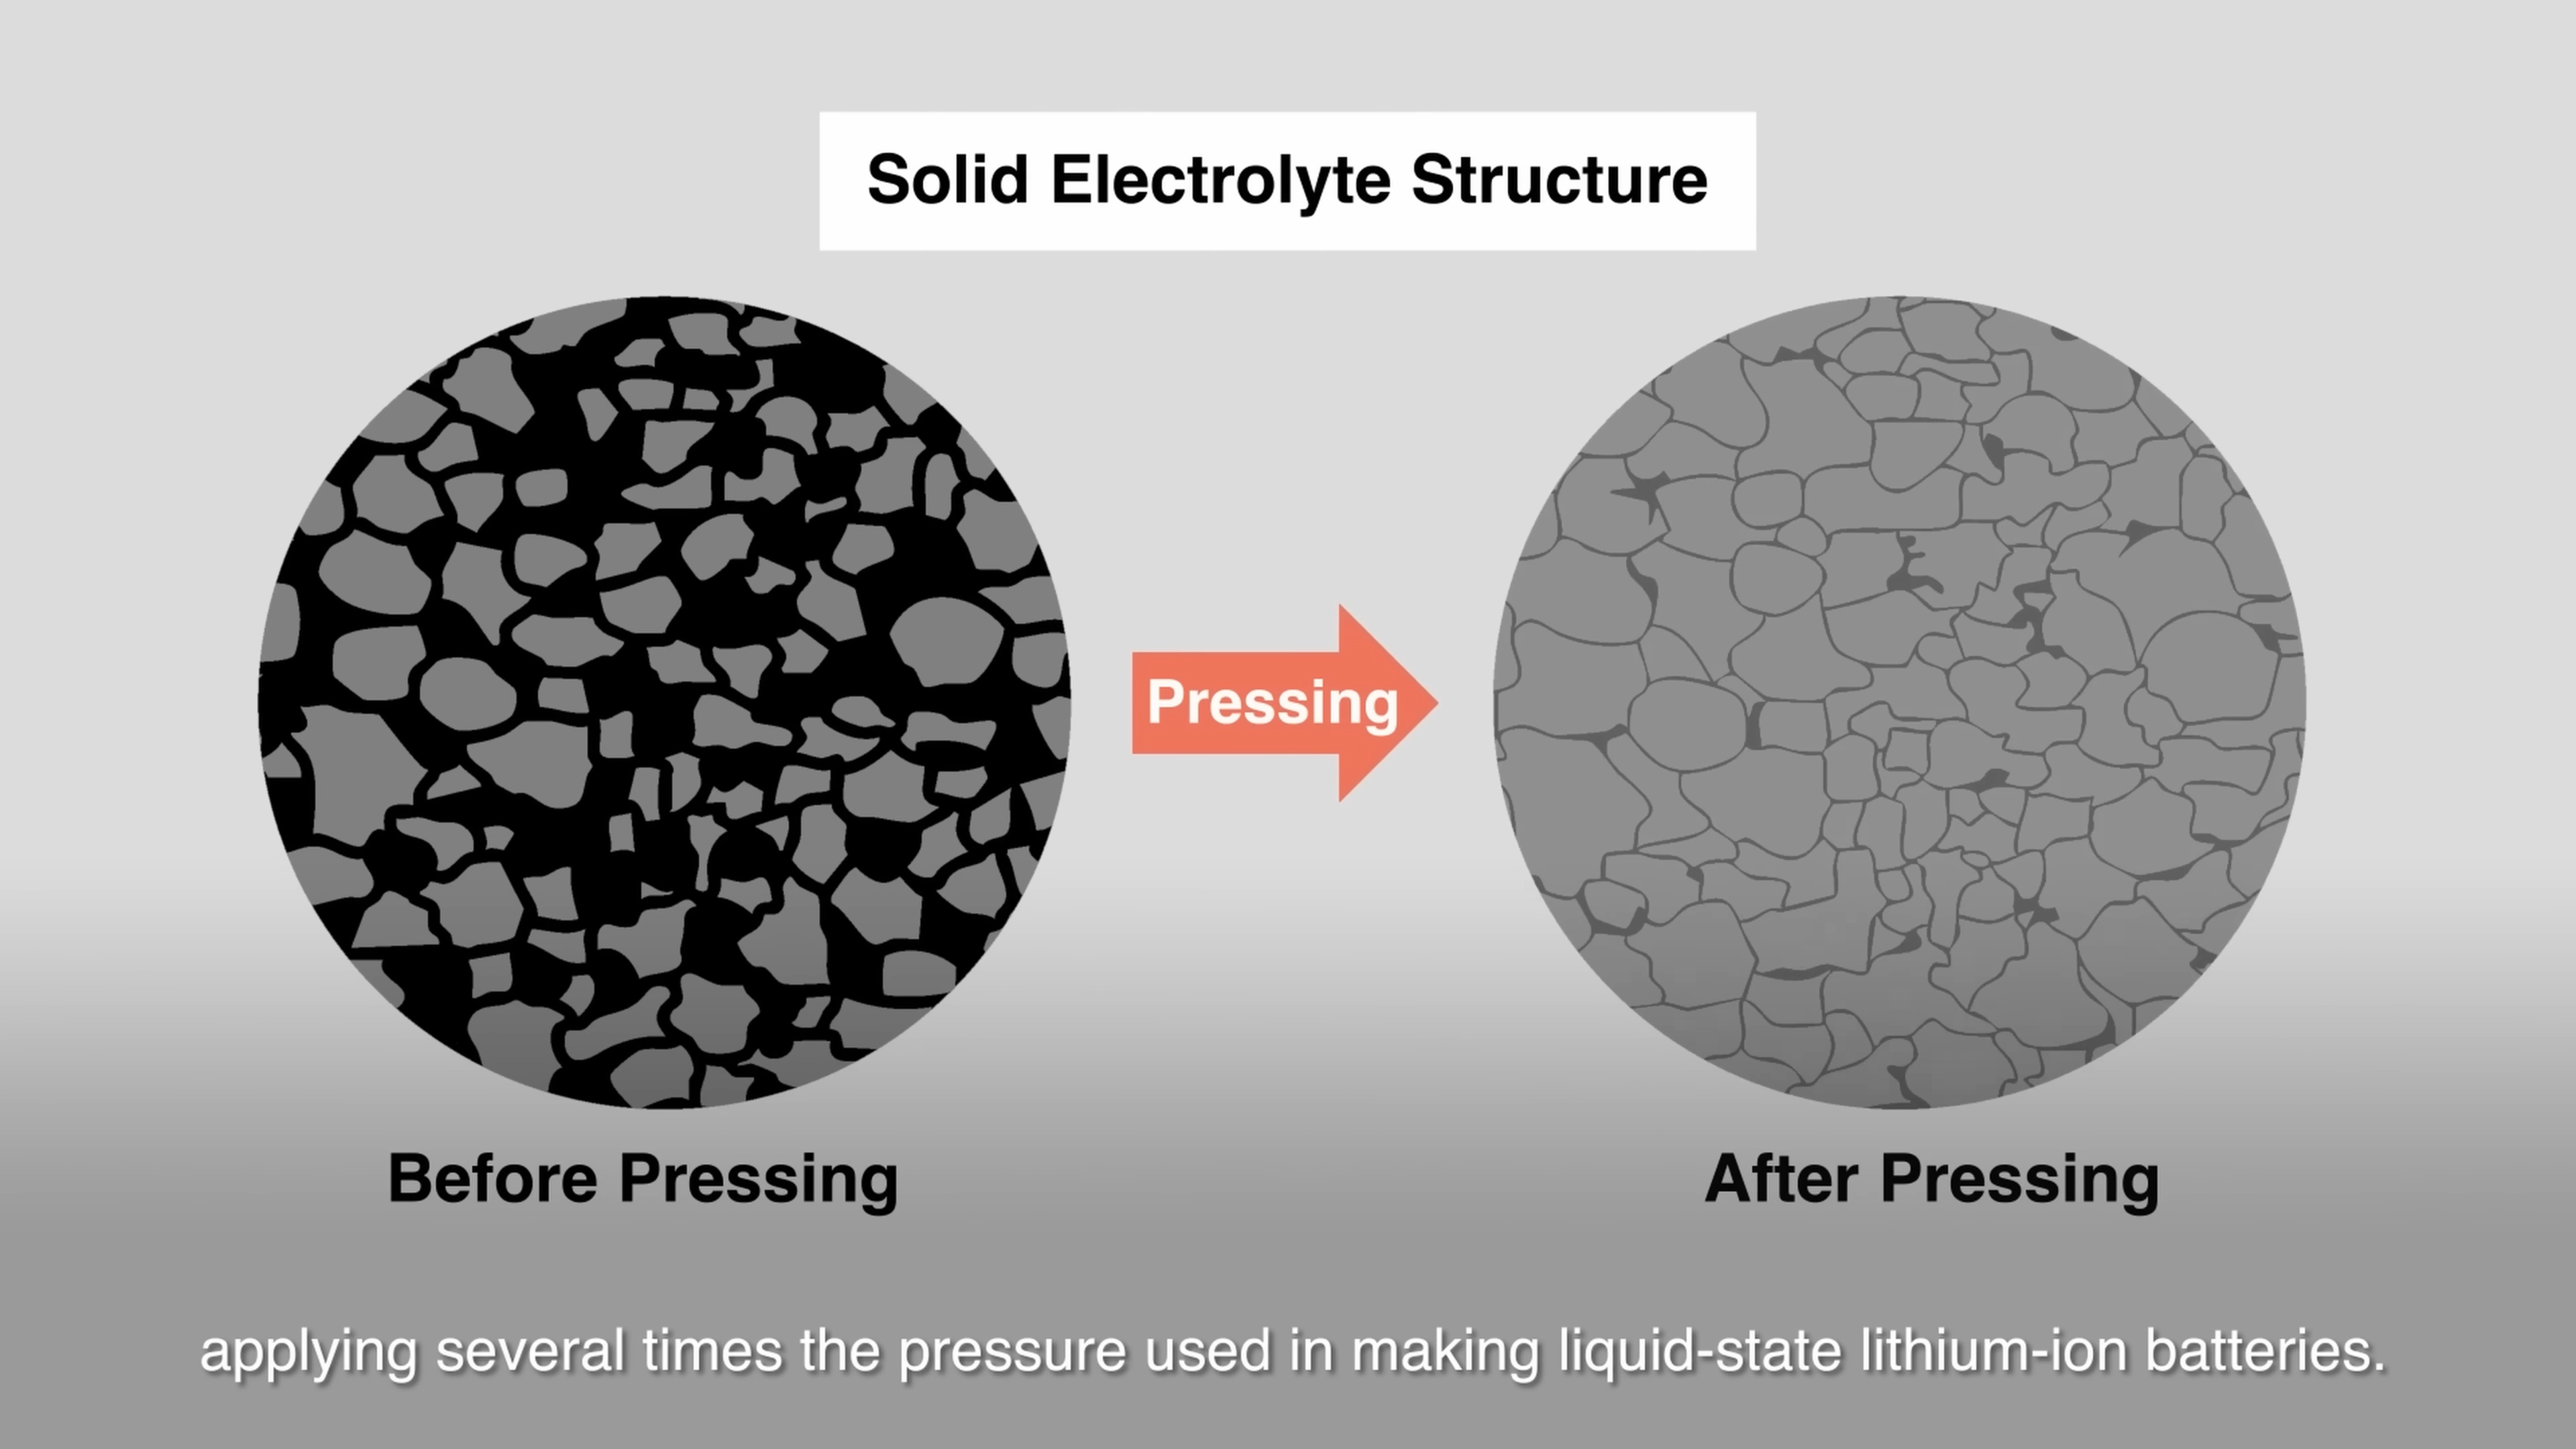 Solid Electrolyte Structure
Pressing
Before Pressing
After Pressing
applying several times the pressure used in making liquid-state lithium-ion batteries.